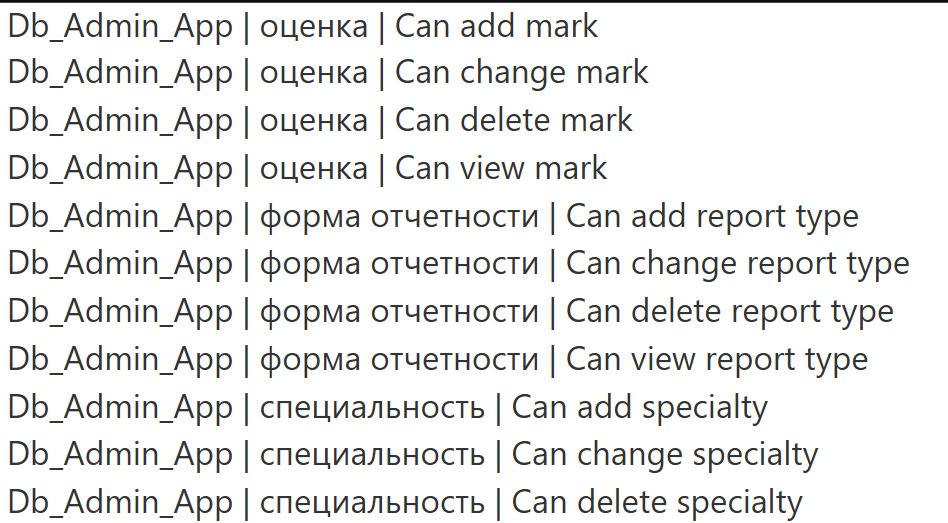 Db_Admin_App | оценка | Can add mark
Db_Admin_App | оценка | Can change mark
Db_Admin_App | оценка | Can delete mark
Db_Admin_App | оценка | Can view mark
Db_Admin_App | форма отчетности | Can add report type
Db_Admin_App | форма отчетности | Can change report type
Db_Admin_App | форма отчетности | Can delete report type
Db_Admin_App | форма отчетности | Can view report type
Db_Admin_App | специальность | Can add specialty
Db_Admin_App | специальность | Can change specialty
Db_Admin_App | специальность | Can delete specialty